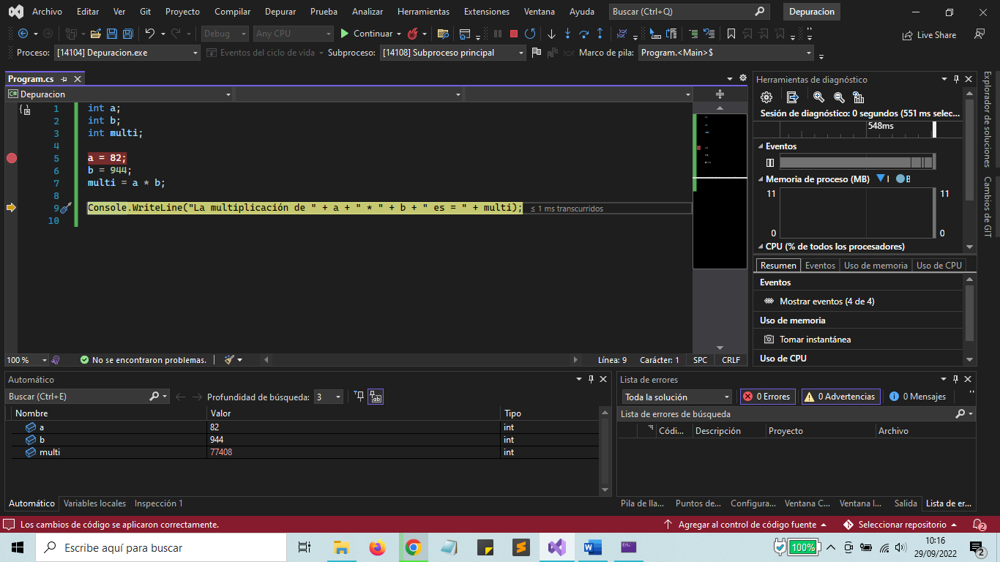 Archivo Editar Ver Git Proyecto Compilar Depurar Prueba Analizar Herramientas Extensiones Ventana Ayuda Buscar (Ctrl+Q) Depuracion
Debug Any CPU Continuar Live Share
Proceso: [14104] Depuracion.exe Eventos del ciclo de vida Subproceso: [14108] Subproceso principal Marco de pila: Program.<Main>$
Program.cs
C# Depuracion
1 int a;
2 int b;
3 int multi;
4
5 a = 82;
6 b = 944;
7 multi = a * b;
8
9 Console.WriteLine("La multiplicación de " + a + " * " + b + " es = " + multi); ≤ 1 ms transcurridos
10
100 % No se encontraron problemas. Línea: 9 Carácter: 1 SPC CRLF
Herramientas de diagnóstico
Sesión de diagnóstico: 0 segundos (551 ms selec...
548ms
Eventos
Memoria de proceso (MB) I B
11 11
0 0
CPU (% de todos los procesadores)
Resumen Eventos Uso de memoria Uso de CPU
Eventos
Mostrar eventos (4 de 4)
Uso de memoria
Tomar instantánea
Uso de CPU
Explorador de soluciones
Cambios de GIT
Automático
Buscar (Ctrl+E) Profundidad de búsqueda: 3
Nombre Valor Tipo
a 82 int
b 944 int
multi 77408 int
Automático Variables locales Inspección 1
Lista de errores
Toda la solución 0 Errores 0 Advertencias 0 Mensajes
Lista de errores de búsqueda
Códi... Descripción Proyecto Archivo
Pila de lla... Puntos de... Configura... Ventana C... Ventana I... Salida Lista de er...
Los cambios de código se aplicaron correctamente. Agregar al control de código fuente Seleccionar repositorio 2
Escribe aquí para buscar 100% 10:16
29/09/2022 2